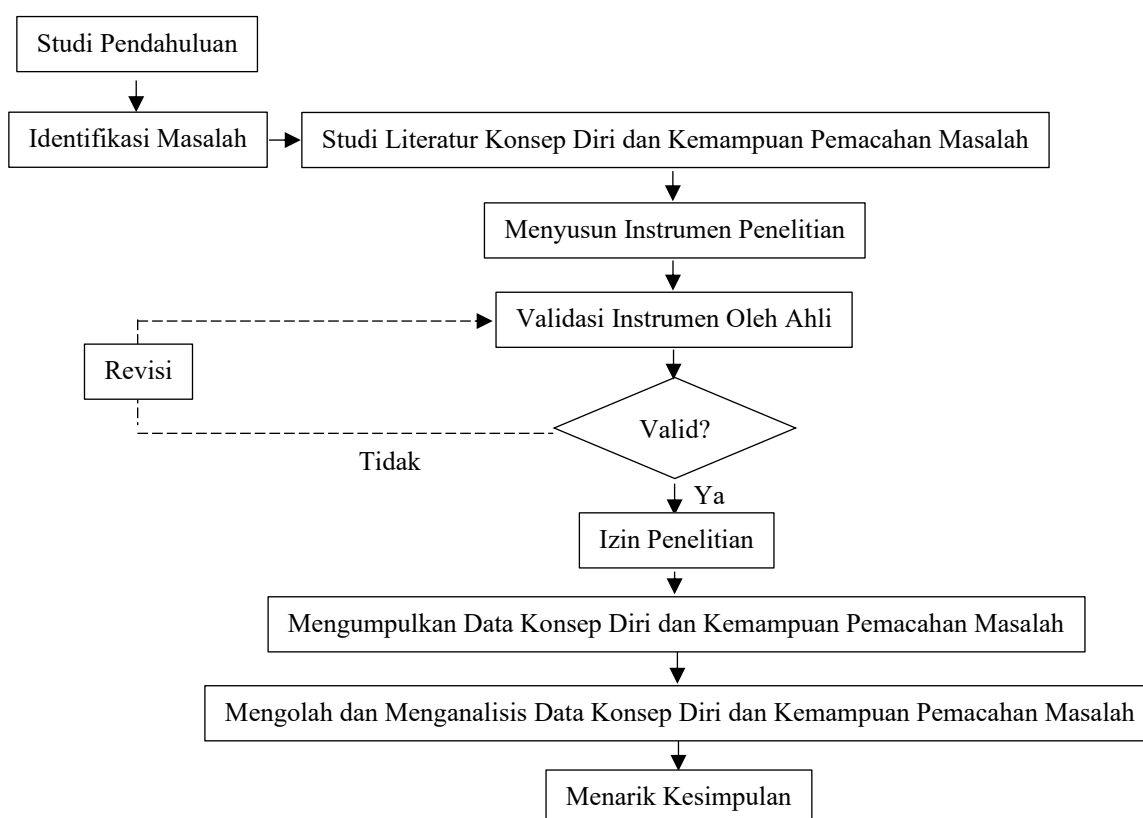 Studi Pendahuluan
Identifikasi Masalah
Studi Literatur Konsep Diri dan Kemampuan Pemacahan Masalah
Menyusun Instrumen Penelitian
Validasi Instrumen Oleh Ahli
Revisi
Valid?
Tidak
Ya
Izin Penelitian
Mengumpulkan Data Konsep Diri dan Kemampuan Pemacahan Masalah
Mengolah dan Menganalisis Data Konsep Diri dan Kemampuan Pemacahan Masalah
Menarik Kesimpulan